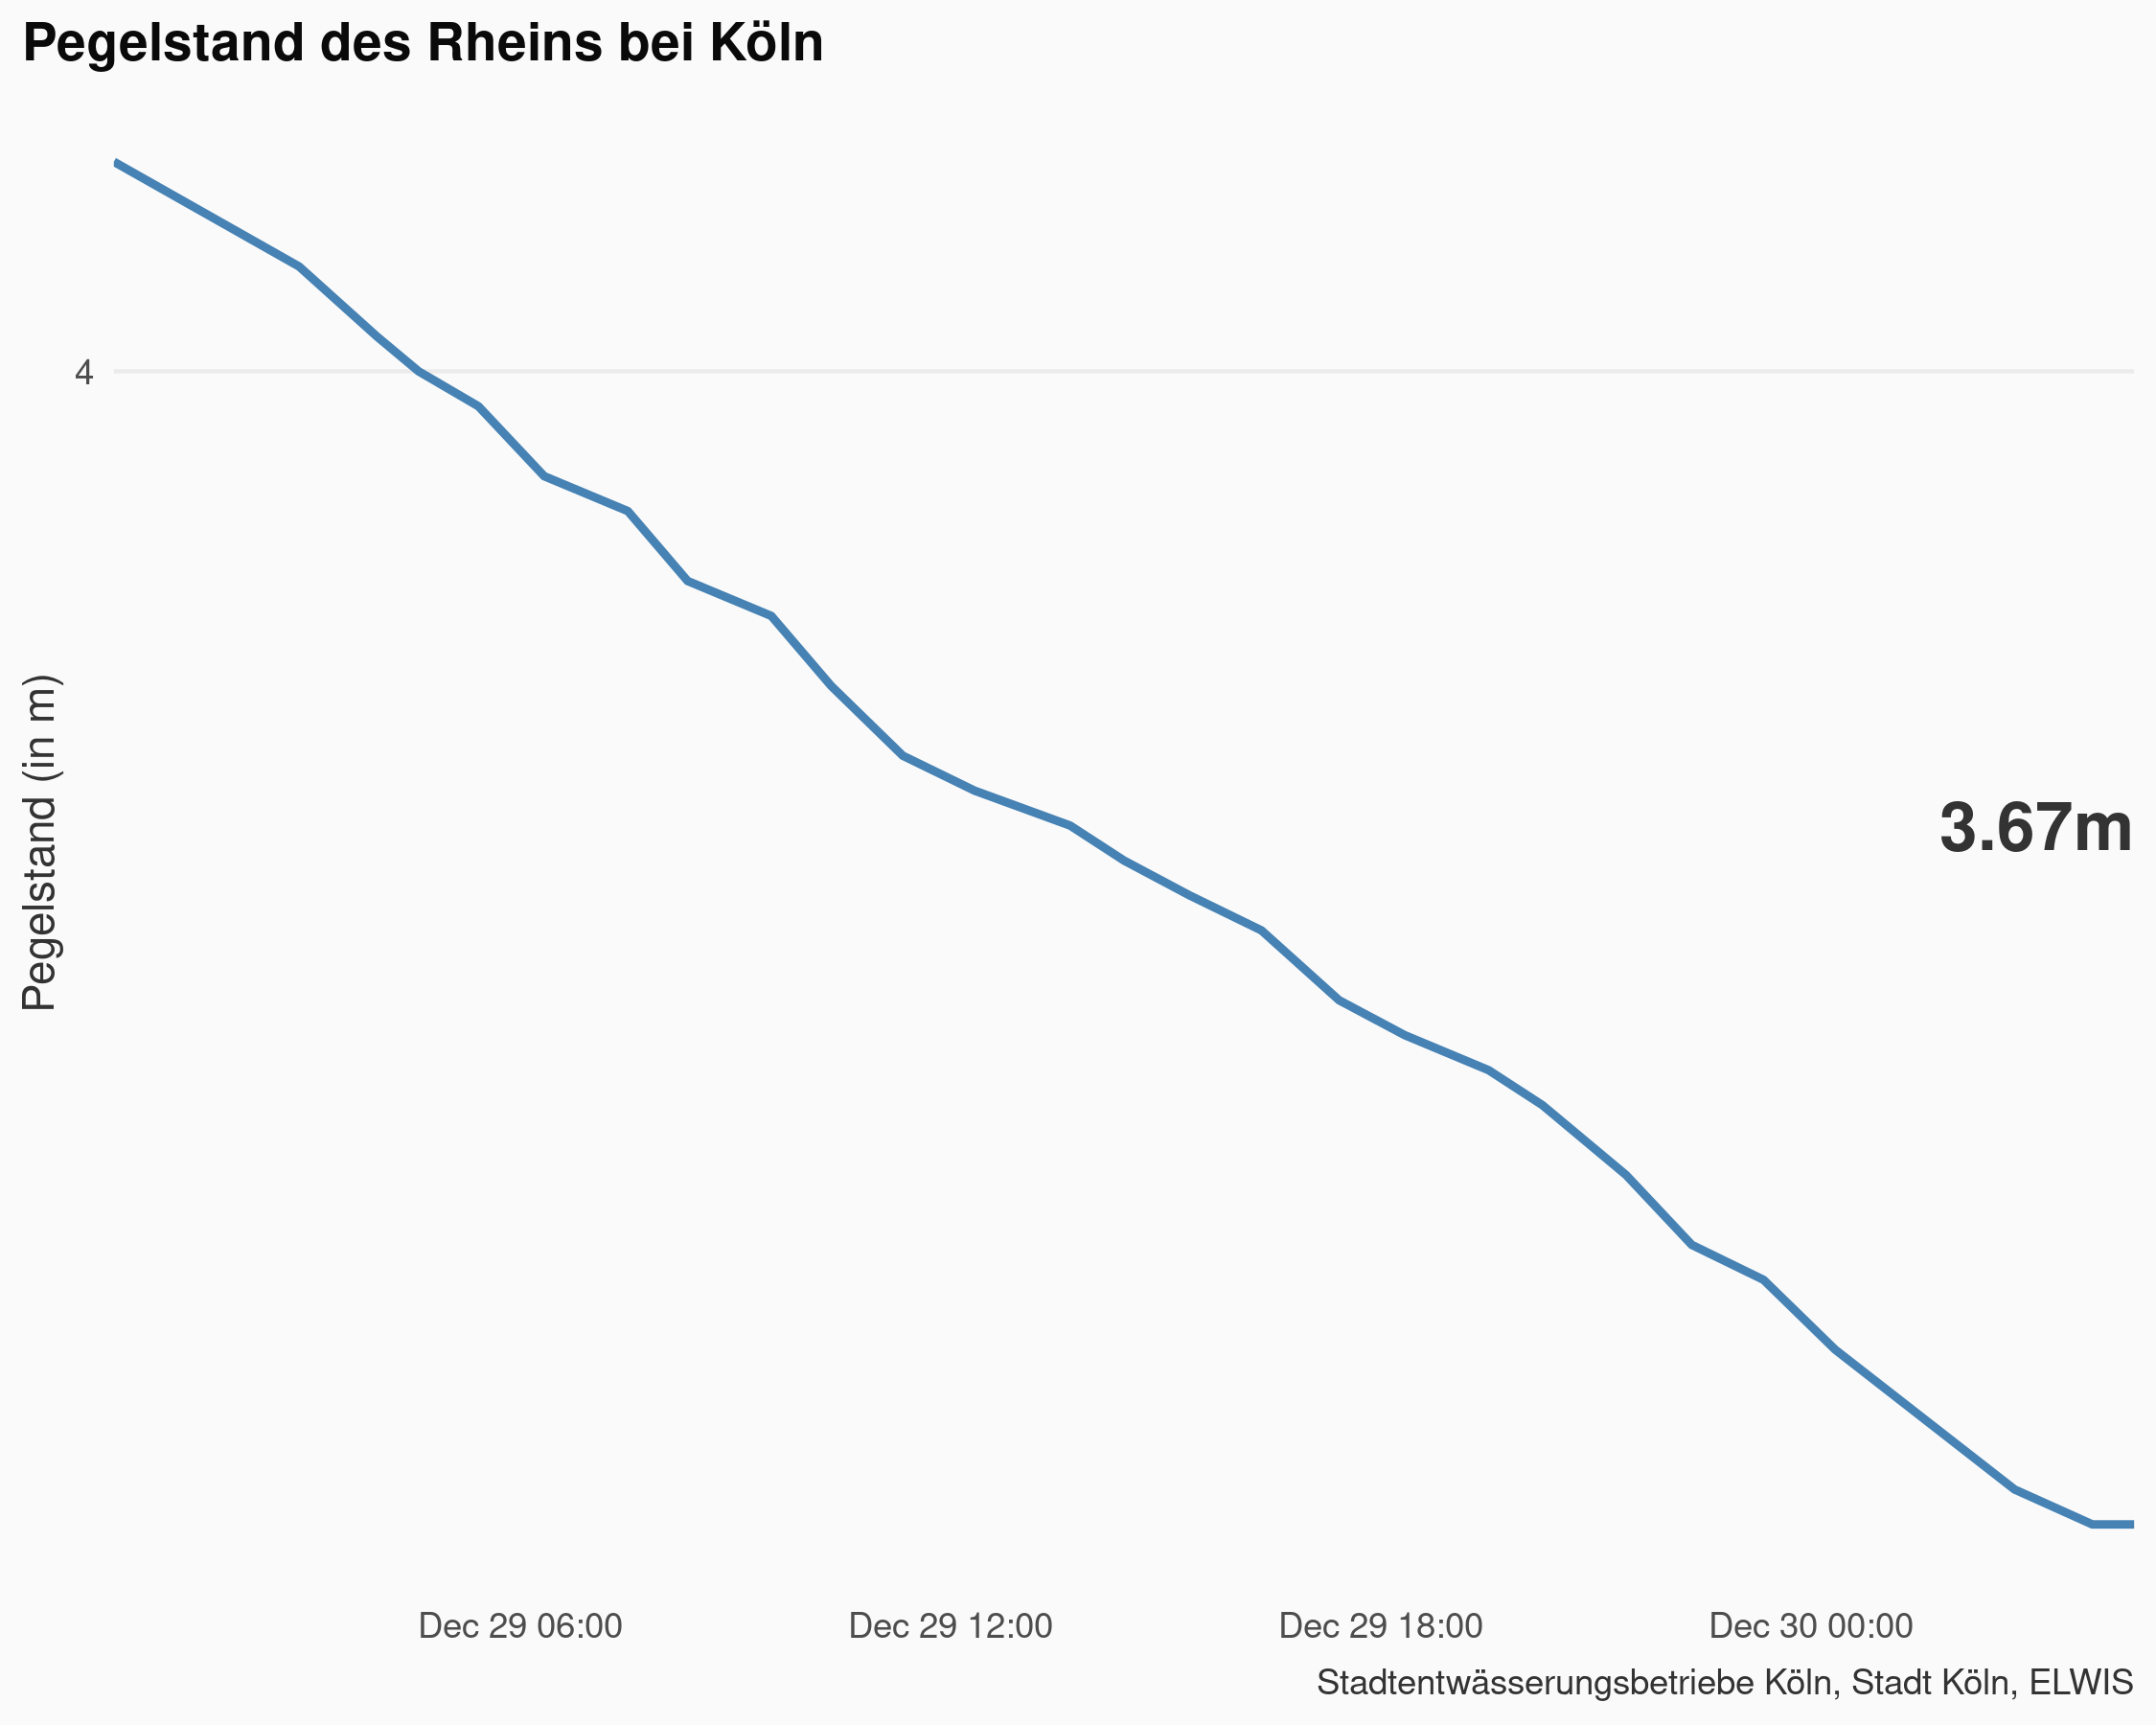 Pegelstand des Rheins bei Köln
4
Pegelstand (in m)
3.67m
Dec 29 06:00
Dec 29 12:00
Dec 29 18:00
Dec 30 00:00
Stadtentwässerungsbetriebe Köln, Stadt Köln, ELWIS